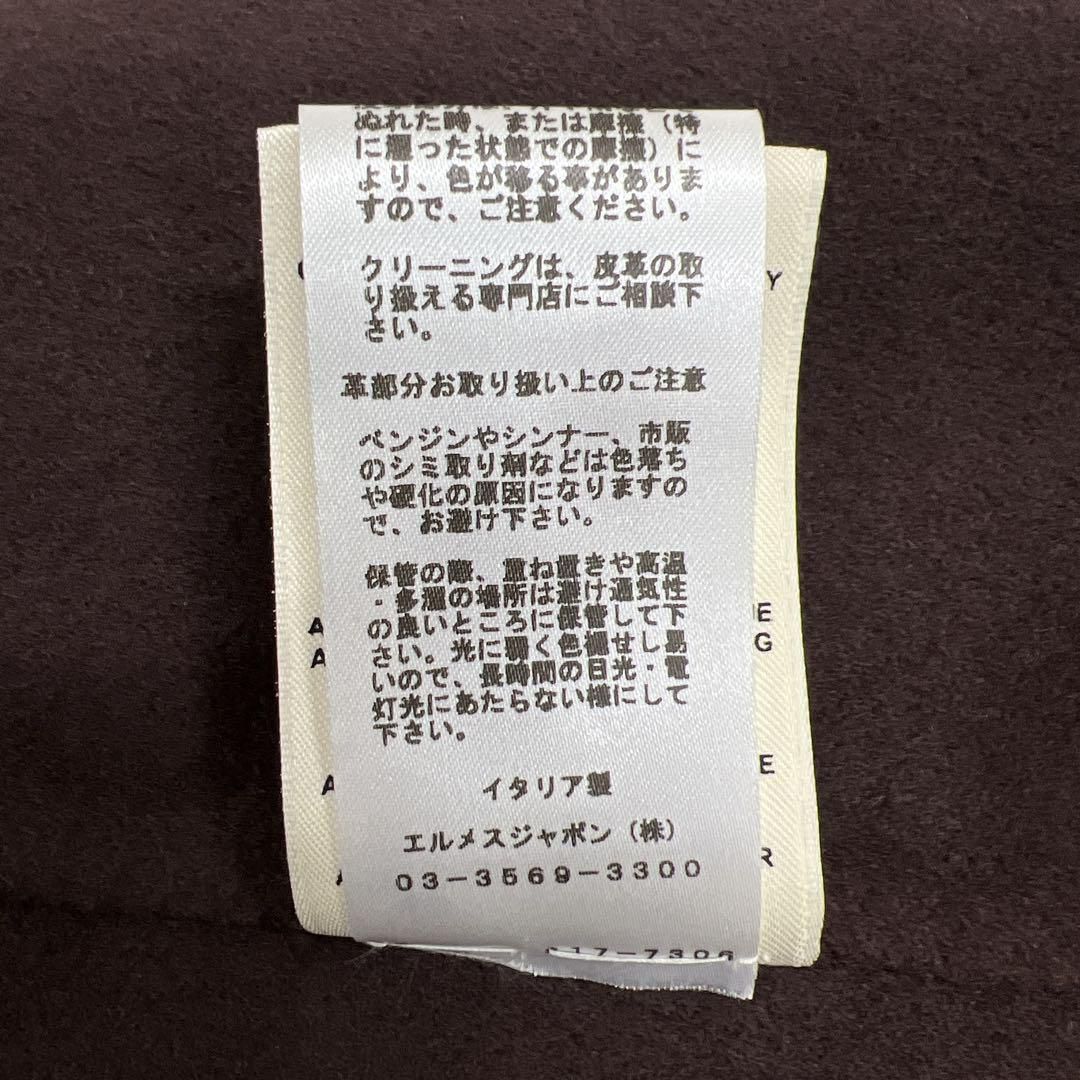 ぬれた時、または摩擦（特
に湿った状態での摩擦）に
より、色が移る事がありま
すので、ご注意ください。
クリーニングは、皮革の取
り扱える専門店にご相談下
さい。
革部分お取り扱い上のご注意
ベンジンやシンナー、市販
のシミ取り剤などは色落ち
や硬化の原因になりますの
で、お避け下さい。
保管の際、重ね置きや高温
・多湿の場所は避け通気性
の良いところに保管して下
さい。光に弱く色褪せし易
いので、長時間の日光・電
灯光にあたらない様にして
下さい。
イタリア製
エルメスジャポン（株）
03-3569-3300
17-7306